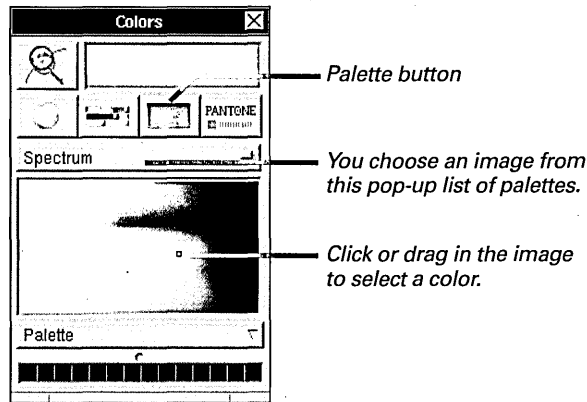 Colors
Palette button
PANTONE
Spectrum
You choose an image from
this pop-up list of palettes.
Click or drag in the image
to select a color.
Palette